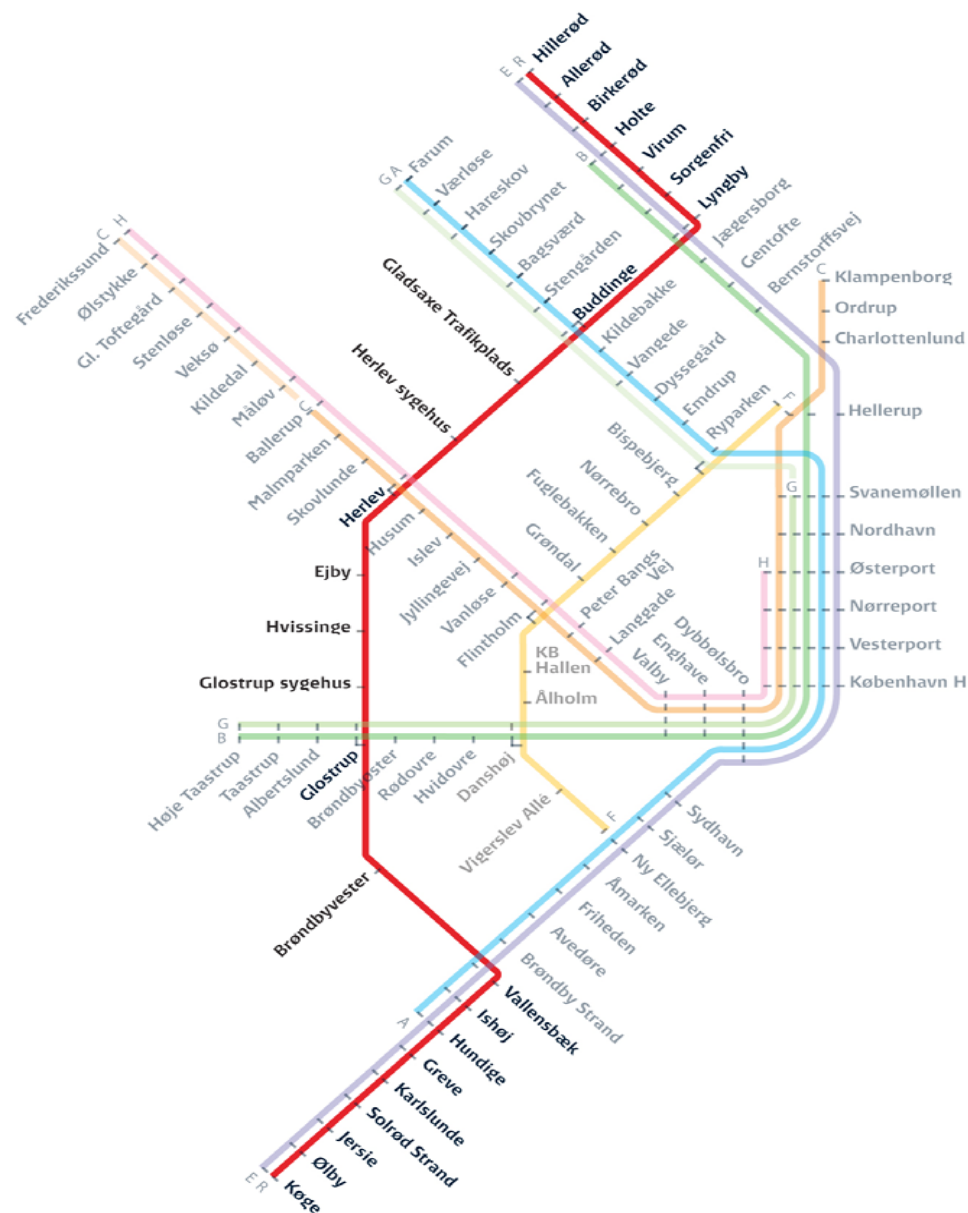 E R
Hillerød
Allerød
Birkerød
Holte
Virum
Sorgenfri
Lyngby
B
Jægersborg
Gentofte
Bernstorffsvej
G A
Farum
Værløse
Hareskov
Skovbrynet
Bagsværd
Stengården
Buddinge
Kildebakke
Vangede
Dyssegård
Emdrup
Ryparken
C
Klampenborg
Ordrup
Charlottenlund
Hellerup
G
Svanemøllen
Nordhavn
H
Østerport
Nørreport
Vesterport
København H
C H
Frederikssund
Ølstykke
Gl. Toftegård
Stenløse
Veksø
Kildedal
Måløv
C
Ballerup
Malmparken
Skovlunde
Herlev
Husum
Islev
Jyllingevej
Vanløse
Flintholm
Peter Bangs
Vej
Langgade
Valby
Enghave
Dybbølsbro
Gladsaxe Trafikplads
Herlev sygehus
F
Bispebjerg
Nørrebro
Fuglebakken
Grøndal
KB
Hallen
Ålholm
Ejby
Hvissinge
Glostrup sygehus
G
B
Høje Taastrup
Taastrup
Albertslund
Glostrup
Brøndbyøster
Rødovre
Hvidovre
Danshøj
Vigerslev Allé
F
Brøndbyvester
Sydhavn
Sjælør
Ny Ellebjerg
Åmarken
Friheden
Avedøre
Brøndby Strand
Vallensbæk
A
Ishøj
Hundige
Greve
Karlslunde
Solrød Strand
Jersie
Ølby
Køge
E R